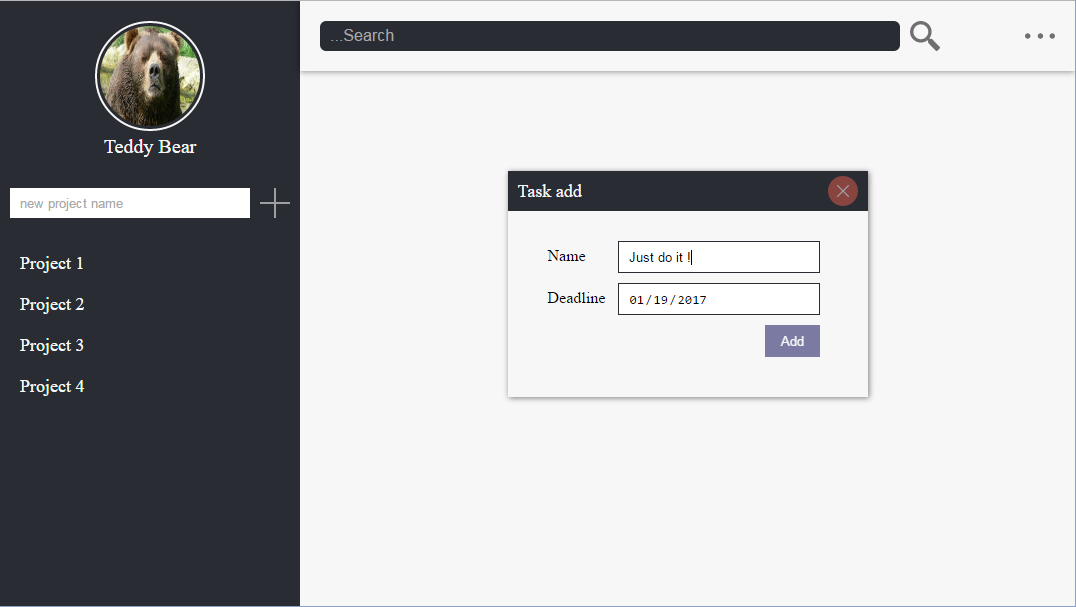 Teddy Bear
new project name
Project 1
Project 2
Project 3
Project 4
...Search
Task add
Name
Just do it !
Deadline
01/19/2017
Add